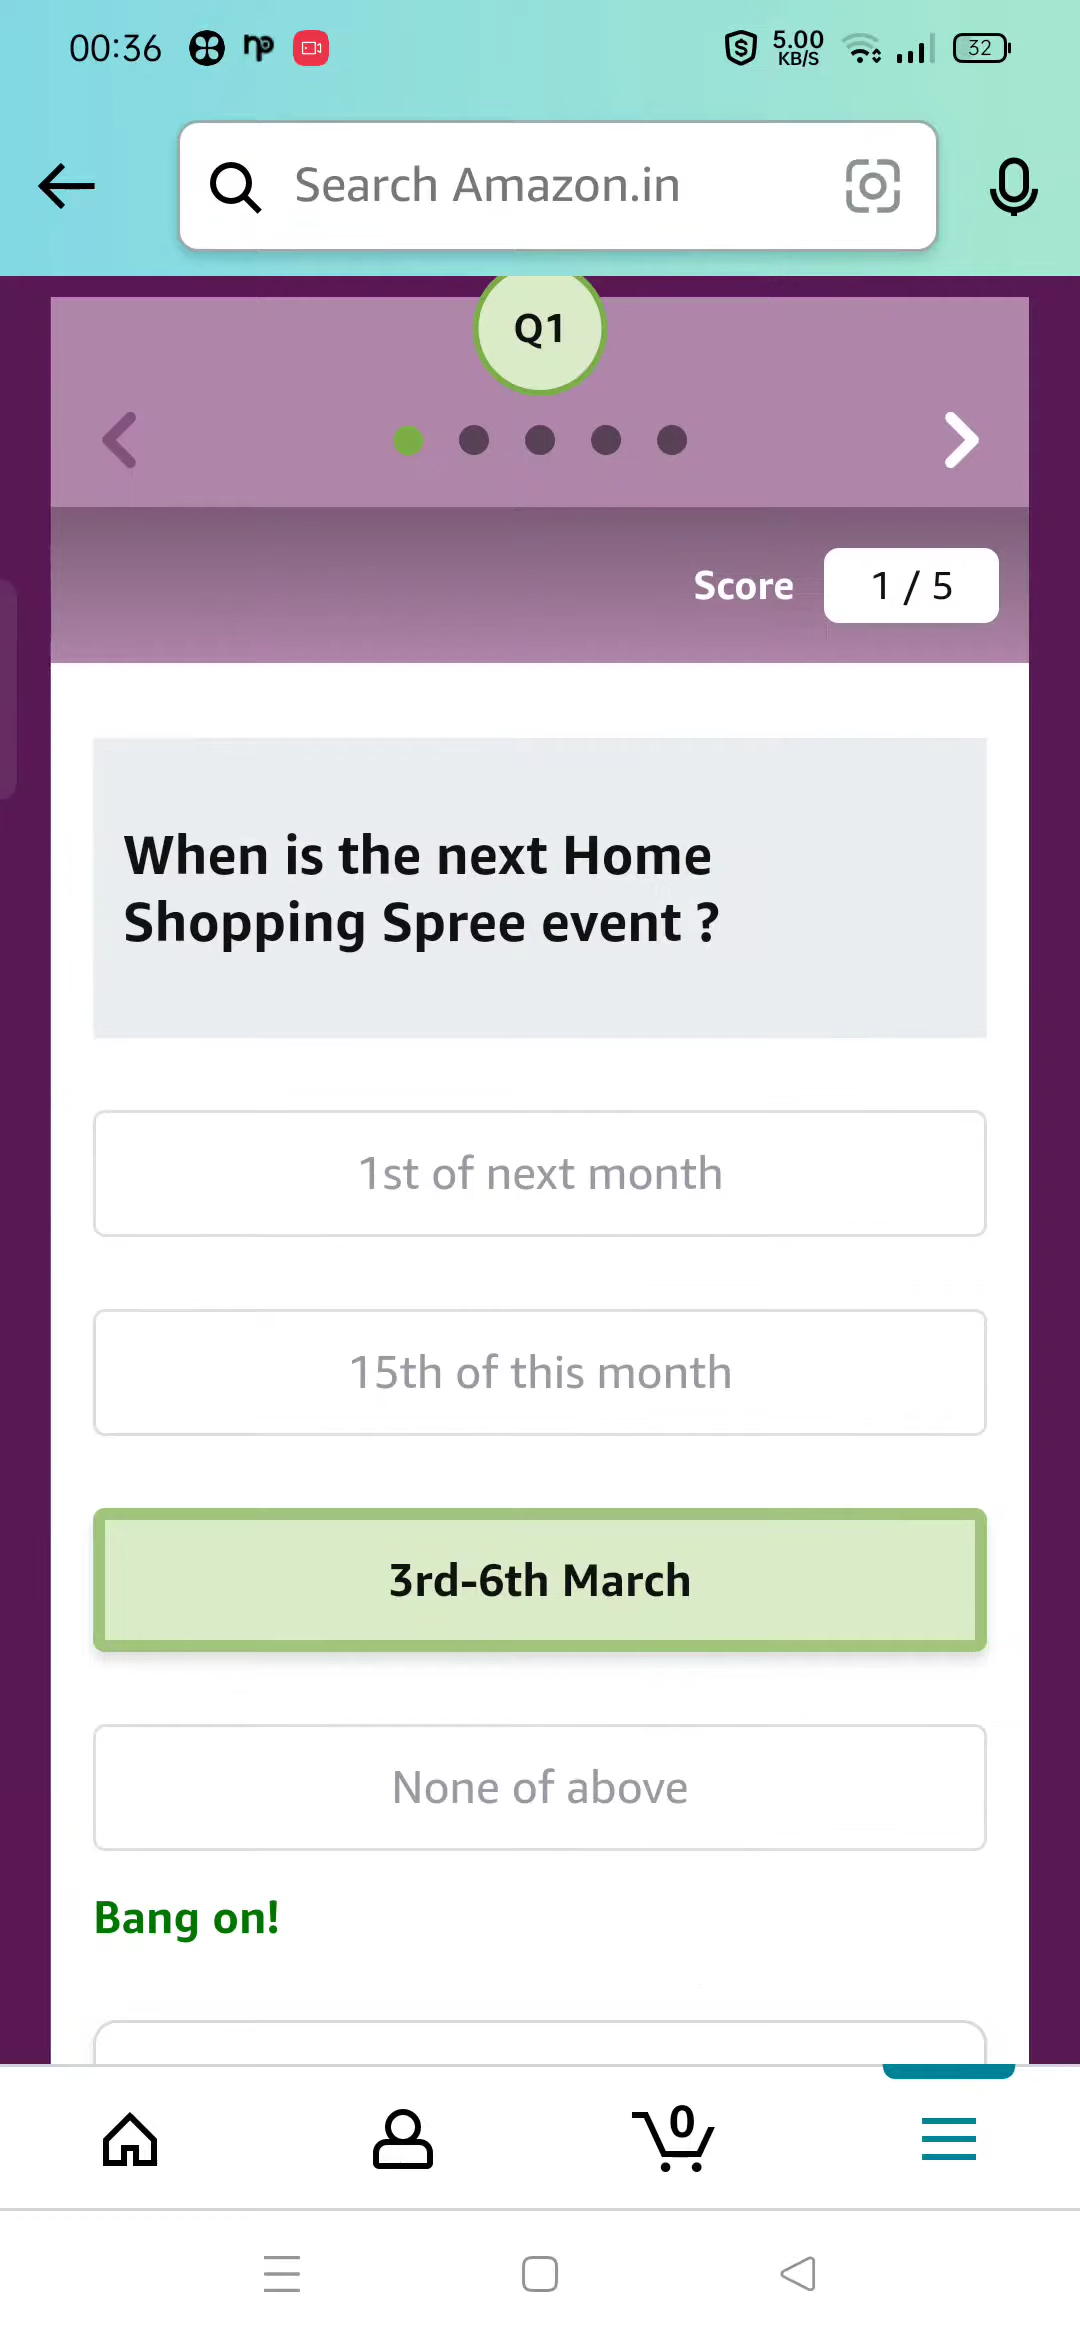 00:36
5.00
KB/S
32
Search Amazon.in
Q1
Score
1 / 5
When is the next Home
Shopping Spree event ?
1st of next month
15th of this month
3rd-6th March
None of above
Bang on!
0